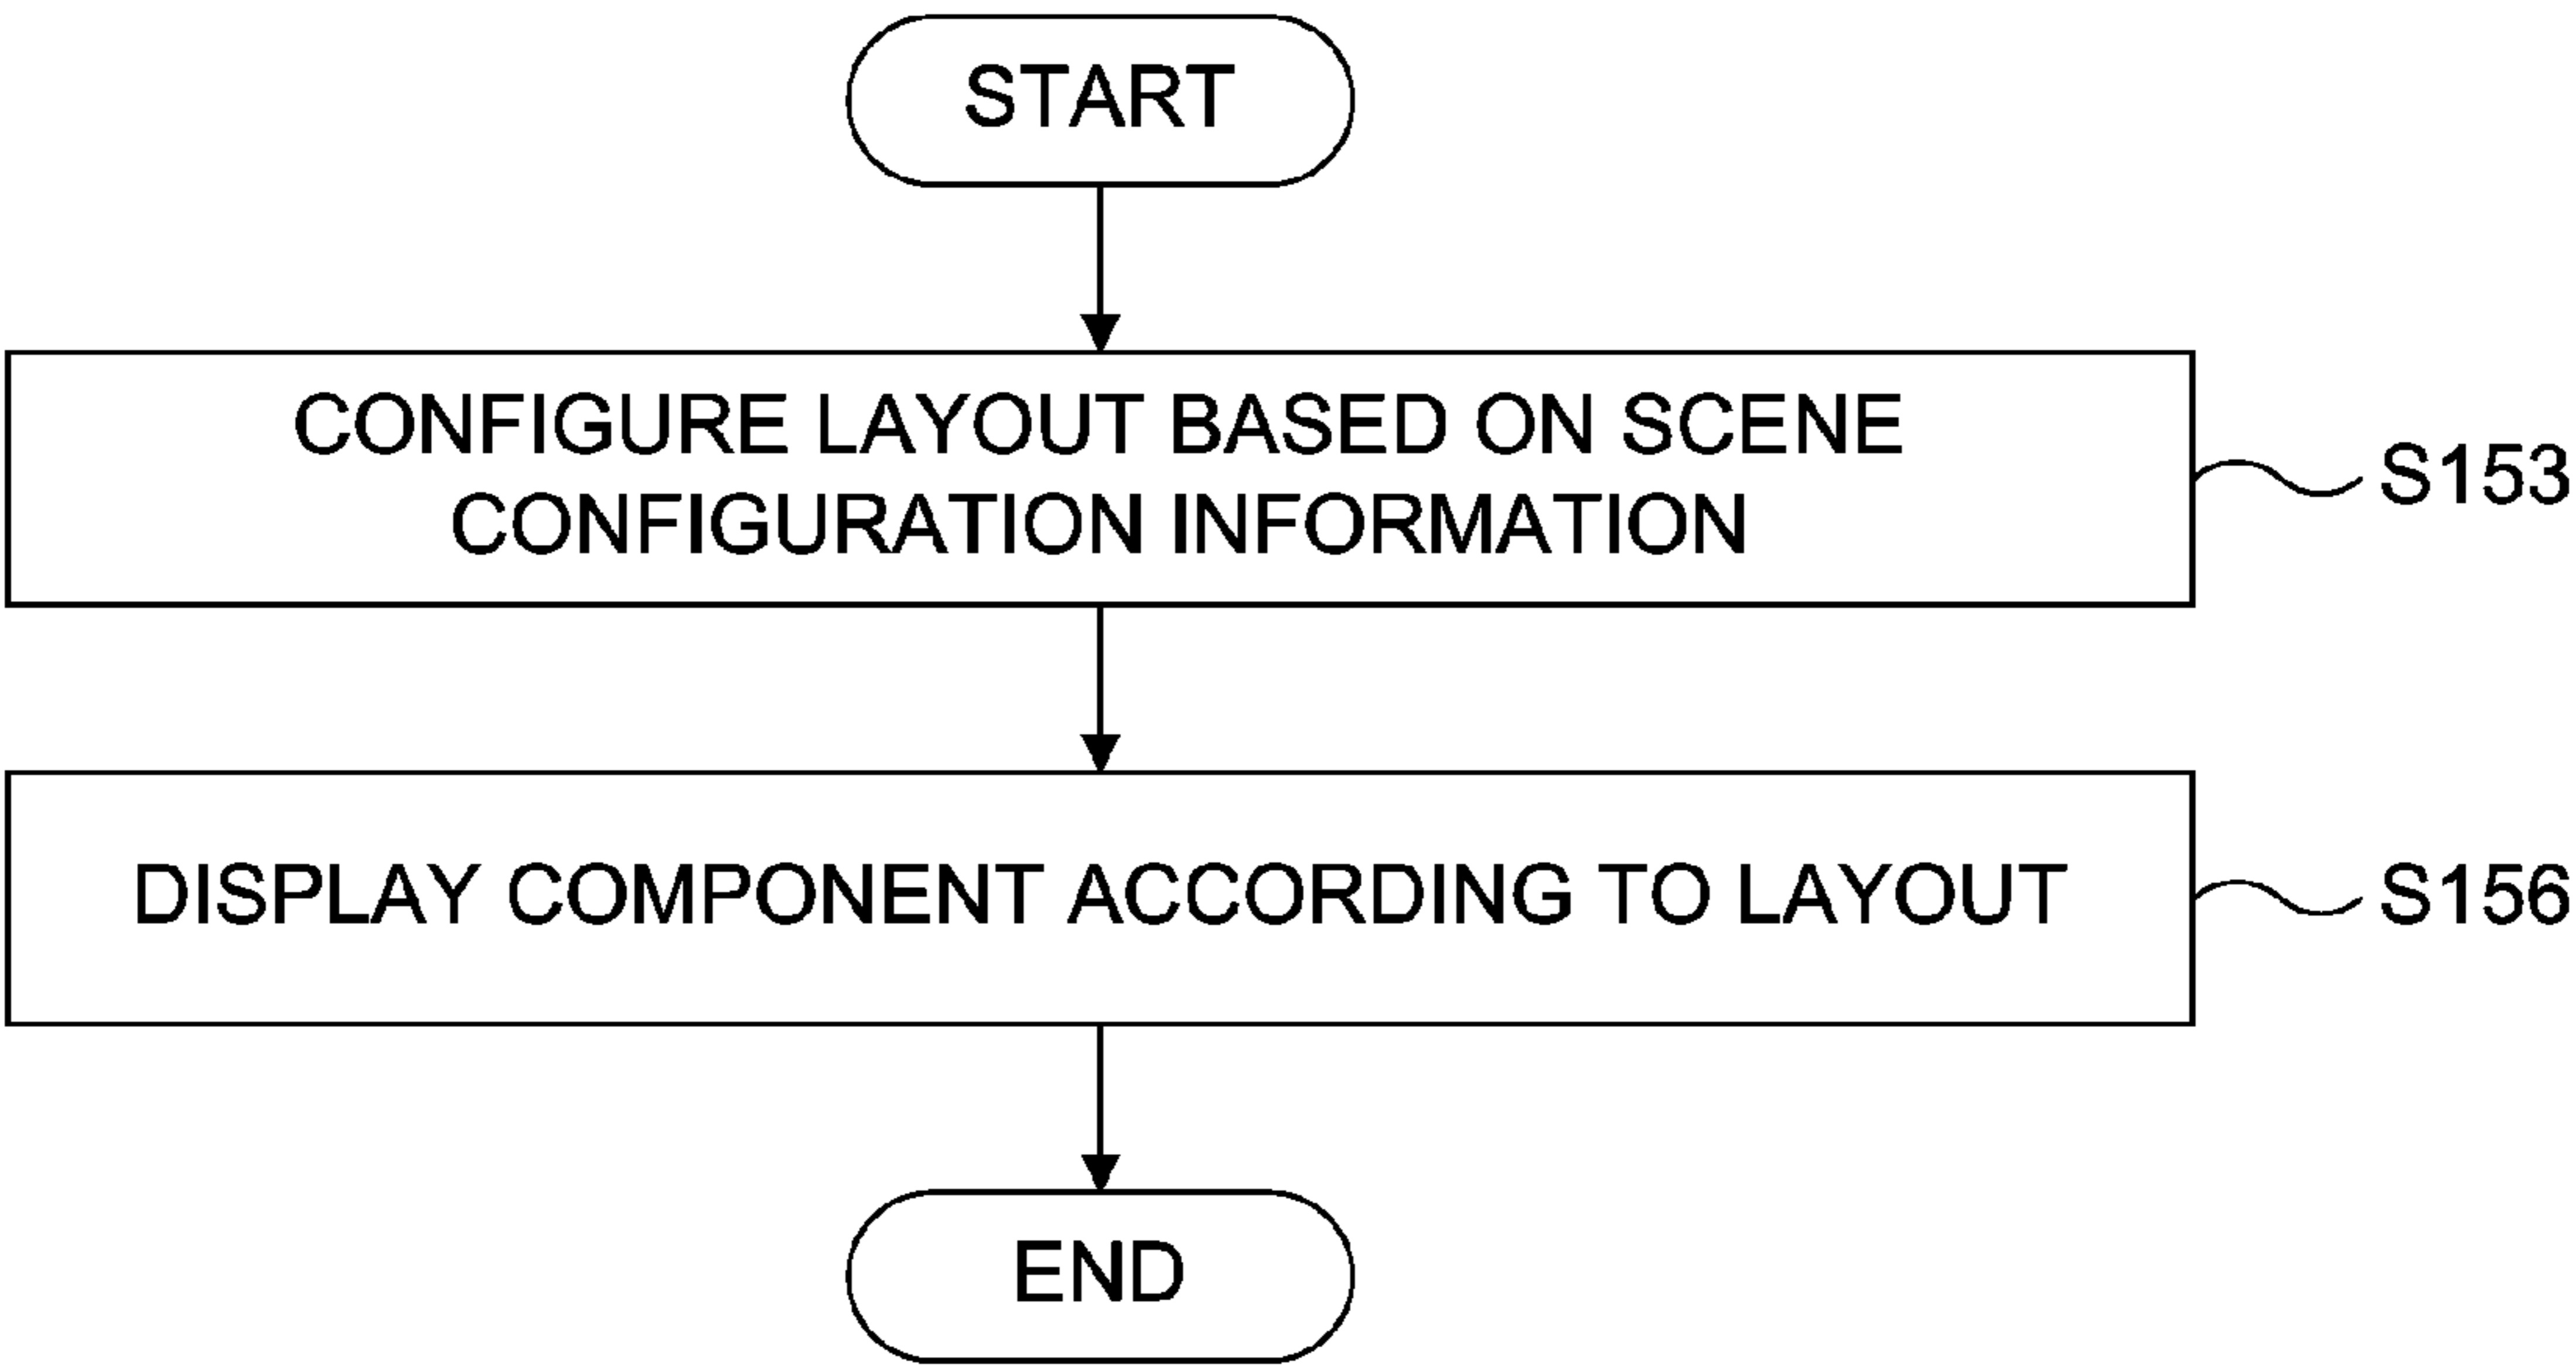 START
CONFIGURE LAYOUT BASED ON SCENE
CONFIGURATION INFORMATION
S153
DISPLAY COMPONENT ACCORDING TO LAYOUT
S156
END